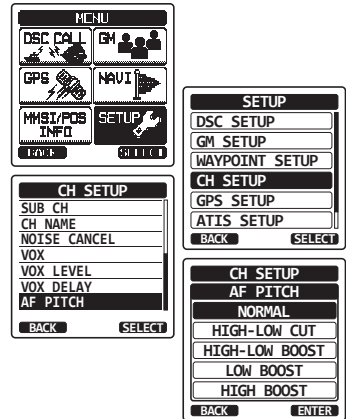 MENU
DSC CALL
GM
GPS
NAVI
MMSI/POS
INFO
SETUP
BACK
SELECT
SETUP
DSC SETUP
GM SETUP
WAYPOINT SETUP
CH SETUP
GPS SETUP
ATIS SETUP
BACK
SELECT
CH SETUP
SUB CH
CH NAME
NOISE CANCEL
VOX
VOX LEVEL
VOX DELAY
AF PITCH
BACK
SELECT
CH SETUP
AF PITCH
NORMAL
HIGH-LOW CUT
HIGH-LOW BOOST
LOW BOOST
HIGH BOOST
BACK
ENTER